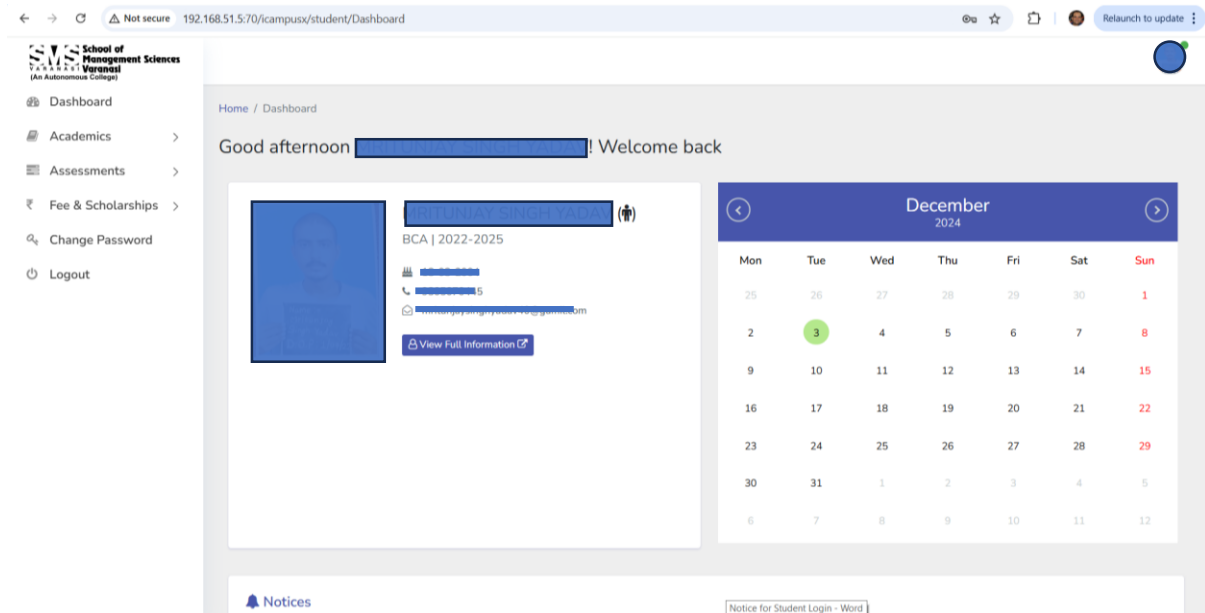 Not secure 192.168.51.5:70/icampusx/student/Dashboard Relaunch to update
SMS School of Management Sciences Varanasi
VARANASI
(An Autonomous College)
Dashboard
Academics
Assessments
₹ Fee & Scholarships
Change Password
Logout
Home / Dashboard
Good afternoon ! Welcome back
BCA | 2022-2025
View Full Information
December
2024
Mon Tue Wed Thu Fri Sat Sun
25 26 27 28 29 30 1
2 3 4 5 6 7 8
9 10 11 12 13 14 15
16 17 18 19 20 21 22
23 24 25 26 27 28 29
30 31 1 2 3 4 5
6 7 8 9 10 11 12
Notices
Notice for Student Login - Word